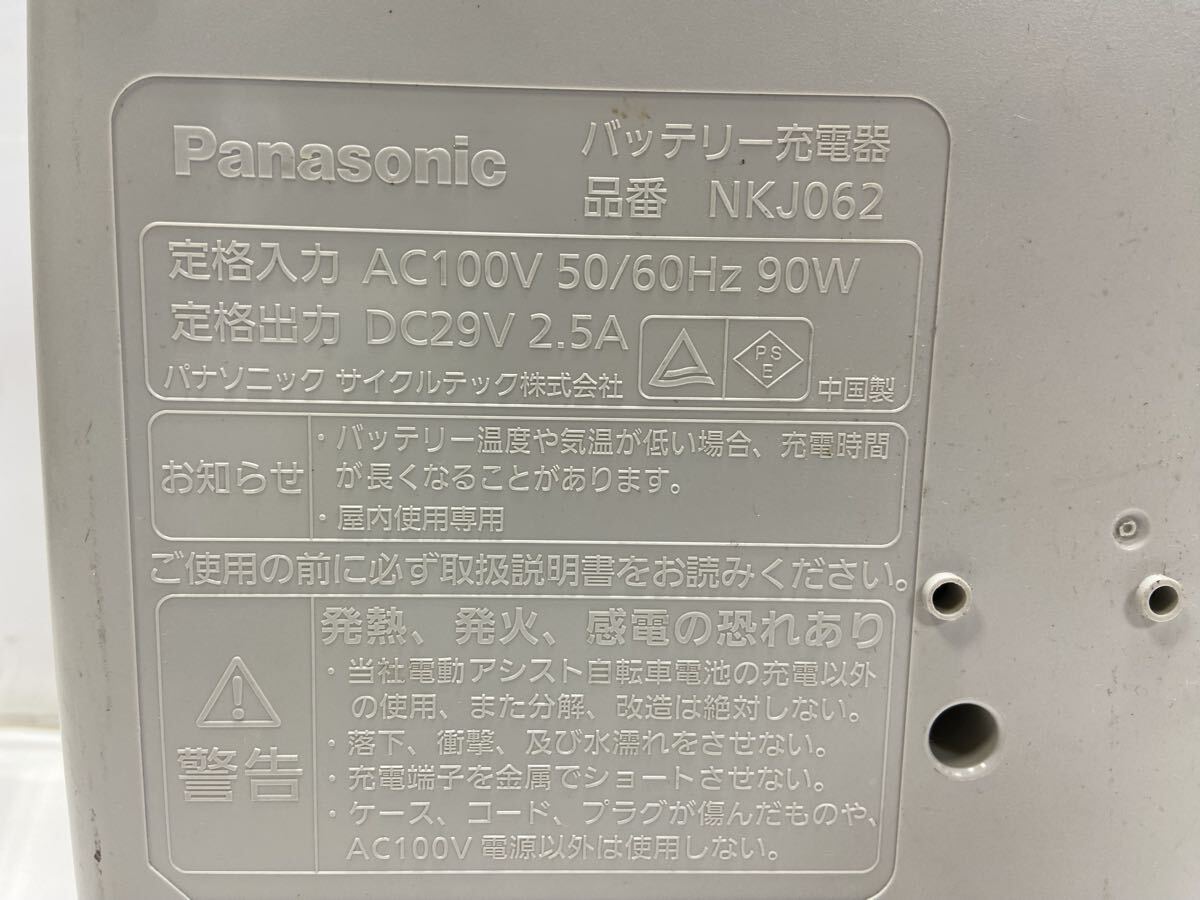 Panasonic
バッテリー充電器
品番 NKJ062
定格入力 AC100V 50/60Hz 90W
定格出力 DC29V 2.5A
パナソニック サイクルテック株式会社
PS
E
中国製
お知らせ
・バッテリー温度や気温が低い場合、充電時間
が長くなることがあります。
・屋内使用専用
ご使用の前に必ず取扱説明書をお読みください。
警告
発熱、発火、感電の恐れあり
・当社電動アシスト自転車電池の充電以外
の使用、また分解、改造は絶対しない。
・落下、衝撃、及び水濡れをさせない。
・充電端子を金属でショートさせない。
・ケース、コード、プラグが傷んだものや、
AC100V 電源以外は使用しない。